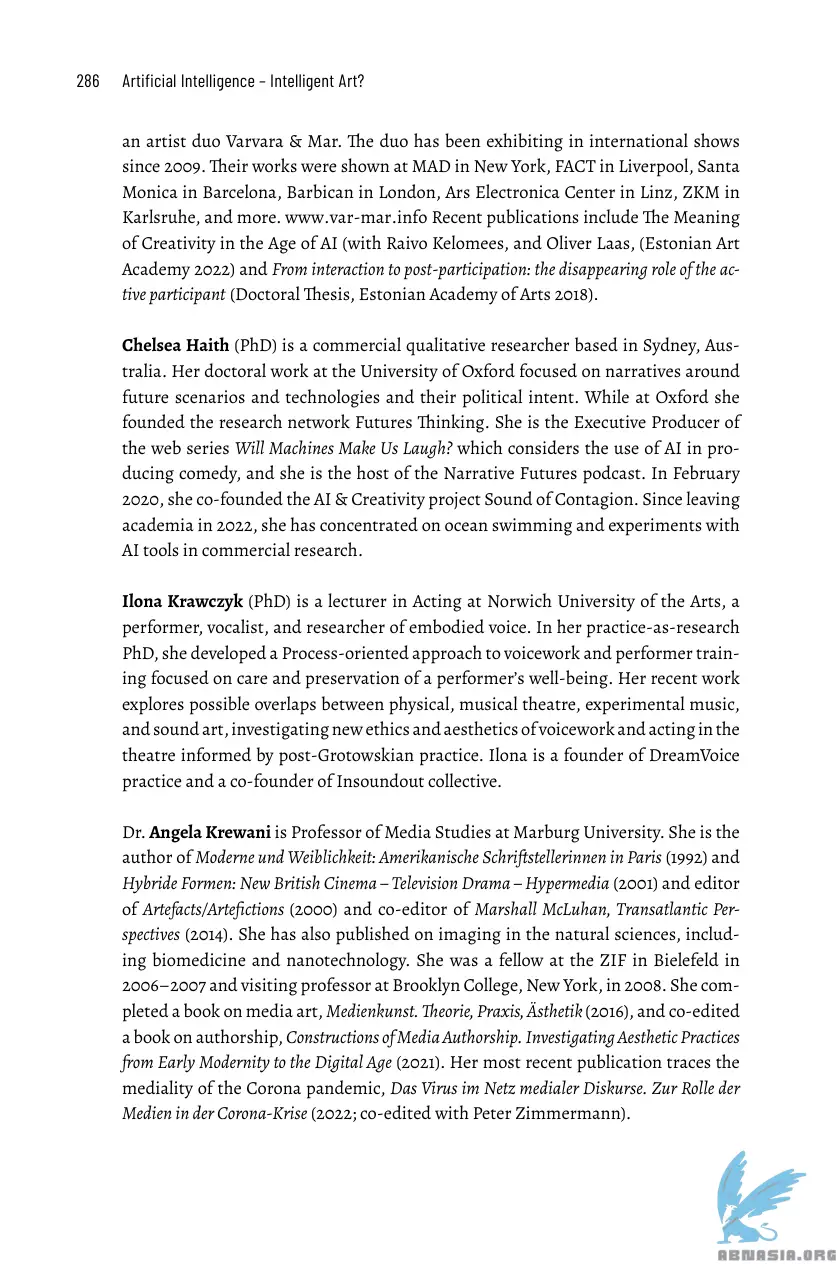 286 Artificial Intelligence – Intelligent Art?
an artist duo Varvara & Mar. The duo has been exhibiting in international shows
since 2009. Their works were shown at MAD in New York, FACT in Liverpool, Santa
Monica in Barcelona, Barbican in London, Ars Electronica Center in Linz, ZKM in
Karlsruhe, and more. www.var-mar.info Recent publications include The Meaning
of Creativity in the Age of AI (with Raivo Kelomees, and Oliver Laas, (Estonian Art
Academy 2022) and From interaction to post-participation: the disappearing role of the ac-
tive participant (Doctoral Thesis, Estonian Academy of Arts 2018).
Chelsea Haith (PhD) is a commercial qualitative researcher based in Sydney, Aus-
tralia. Her doctoral work at the University of Oxford focused on narratives around
future scenarios and technologies and their political intent. While at Oxford she
founded the research network Futures Thinking. She is the Executive Producer of
the web series Will Machines Make Us Laugh? which considers the use of AI in pro-
ducing comedy, and she is the host of the Narrative Futures podcast. In February
2020, she co-founded the AI & Creativity project Sound of Contagion. Since leaving
academia in 2022, she has concentrated on ocean swimming and experiments with
AI tools in commercial research.
Ilona Krawczyk (PhD) is a lecturer in Acting at Norwich University of the Arts, a
performer, vocalist, and researcher of embodied voice. In her practice-as-research
PhD, she developed a Process-oriented approach to voicework and performer train-
ing focused on care and preservation of a performer's well-being. Her recent work
explores possible overlaps between physical, musical theatre, experimental music,
and sound art, investigating new ethics and aesthetics of voicework and acting in the
theatre informed by post-Grotowskian practice. Ilona is a founder of DreamVoice
practice and a co-founder of Insoundout collective.
Dr. Angela Krewani is Professor of Media Studies at Marburg University. She is the
author of Moderne und Weiblichkeit: Amerikanische Schriftstellerinnen in Paris (1992) and
Hybride Formen: New British Cinema – Television Drama – Hypermedia (2001) and editor
of Artefacts/Artefictions (2000) and co-editor of Marshall McLuhan, Transatlantic Per-
spectives (2014). She has also published on imaging in the natural sciences, includ-
ing biomedicine and nanotechnology. She was a fellow at the ZIF in Bielefeld in
2006–2007 and visiting professor at Brooklyn College, New York, in 2008. She com-
pleted a book on media art, Medienkunst. Theorie, Praxis, Ästhetik (2016), and co-edited
a book on authorship, Constructions of Media Authorship. Investigating Aesthetic Practices
from Early Modernity to the Digital Age (2021). Her most recent publication traces the
mediality of the Corona pandemic, Das Virus im Netz medialer Diskurse. Zur Rolle der
Medien in der Corona-Krise (2022; co-edited with Peter Zimmermann).
ABNASIA.ORG